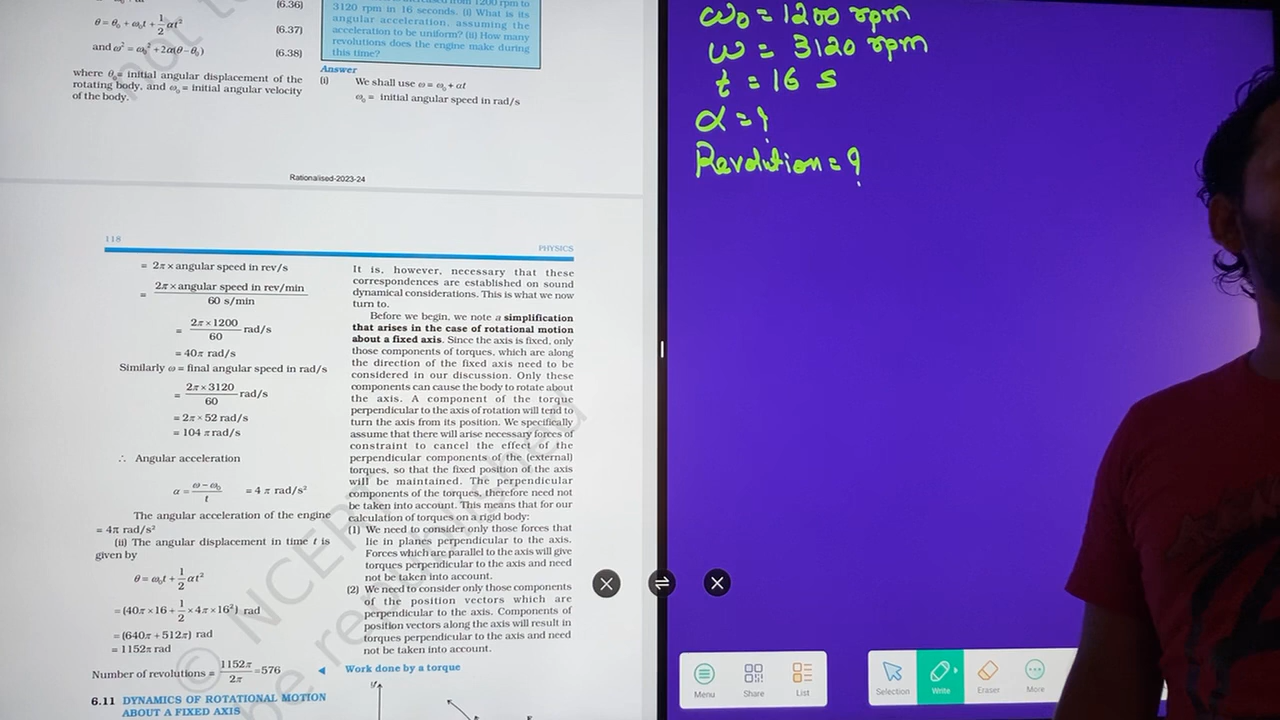 (6.36)
θ = θ₀ + ω₀t + 1/2 αt²
(6.37)
and ω² = ω₀² + 2α(θ – θ₀)
(6.38)
where θ₀= initial angular displacement of the
rotating body, and ω₀ = initial angular velocity
of the body.
3120 rpm in 16 seconds. (i) What is its
angular acceleration, assuming the
acceleration to be uniform? (ii) How many
revolutions does the engine make during
this time?
Answer
(i) We shall use ω = ω₀ + αt
ω₀ = initial angular speed in rad/s
Rationalised-2023-24
118
PHYSICS
= 2π × angular speed in rev/s
= 2π × angular speed in rev/min / 60 s/min
= 2π × 1200 / 60 rad/s
= 40π rad/s
Similarly ω = final angular speed in rad/s
= 2π × 3120 / 60 rad/s
= 2π × 52 rad/s
= 104 π rad/s
∴ Angular acceleration
α = ω – ω₀ / t = 4 π rad/s²
The angular acceleration of the engine
= 4π rad/s²
(ii) The angular displacement in time t is
given by
θ = ω₀t + 1/2 αt²
= (40π × 16 + 1/2 × 4π × 16²) rad
= (640π + 512π) rad
= 1152π rad
Number of revolutions = 1152π / 2π = 576
6.11 DYNAMICS OF ROTATIONAL MOTION
ABOUT A FIXED AXIS
It is, however, necessary that these
correspondences are established on sound
dynamical considerations. This is what we now
turn to.
Before we begin, we note a simplification
that arises in the case of rotational motion
about a fixed axis. Since the axis is fixed, only
those components of torques, which are along
the direction of the fixed axis need to be
considered in our discussion. Only these
components can cause the body to rotate about
the axis. A component of the torque
perpendicular to the axis of rotation will tend to
turn the axis from its position. We specifically
assume that there will arise necessary forces of
constraint to cancel the effect of the
perpendicular components of the (external)
torques, so that the fixed position of the axis
will be maintained. The perpendicular
components of the torques, therefore need not
be taken into account. This means that for our
calculation of torques on a rigid body:
(1) We need to consider only those forces that
lie in planes perpendicular to the axis.
Forces which are parallel to the axis will give
torques perpendicular to the axis and need
not be taken into account.
(2) We need to consider only those components
of the position vectors which are
perpendicular to the axis. Components of
position vectors along the axis will result in
torques perpendicular to the axis and need
not be taken into account.
Work done by a torque
© NCERT
be republished
not to
ω₀ = 1200 rpm
ω = 3120 rpm
t = 16 s
α = ?
Revolution = ?
Menu Share List
Selection Write Eraser More